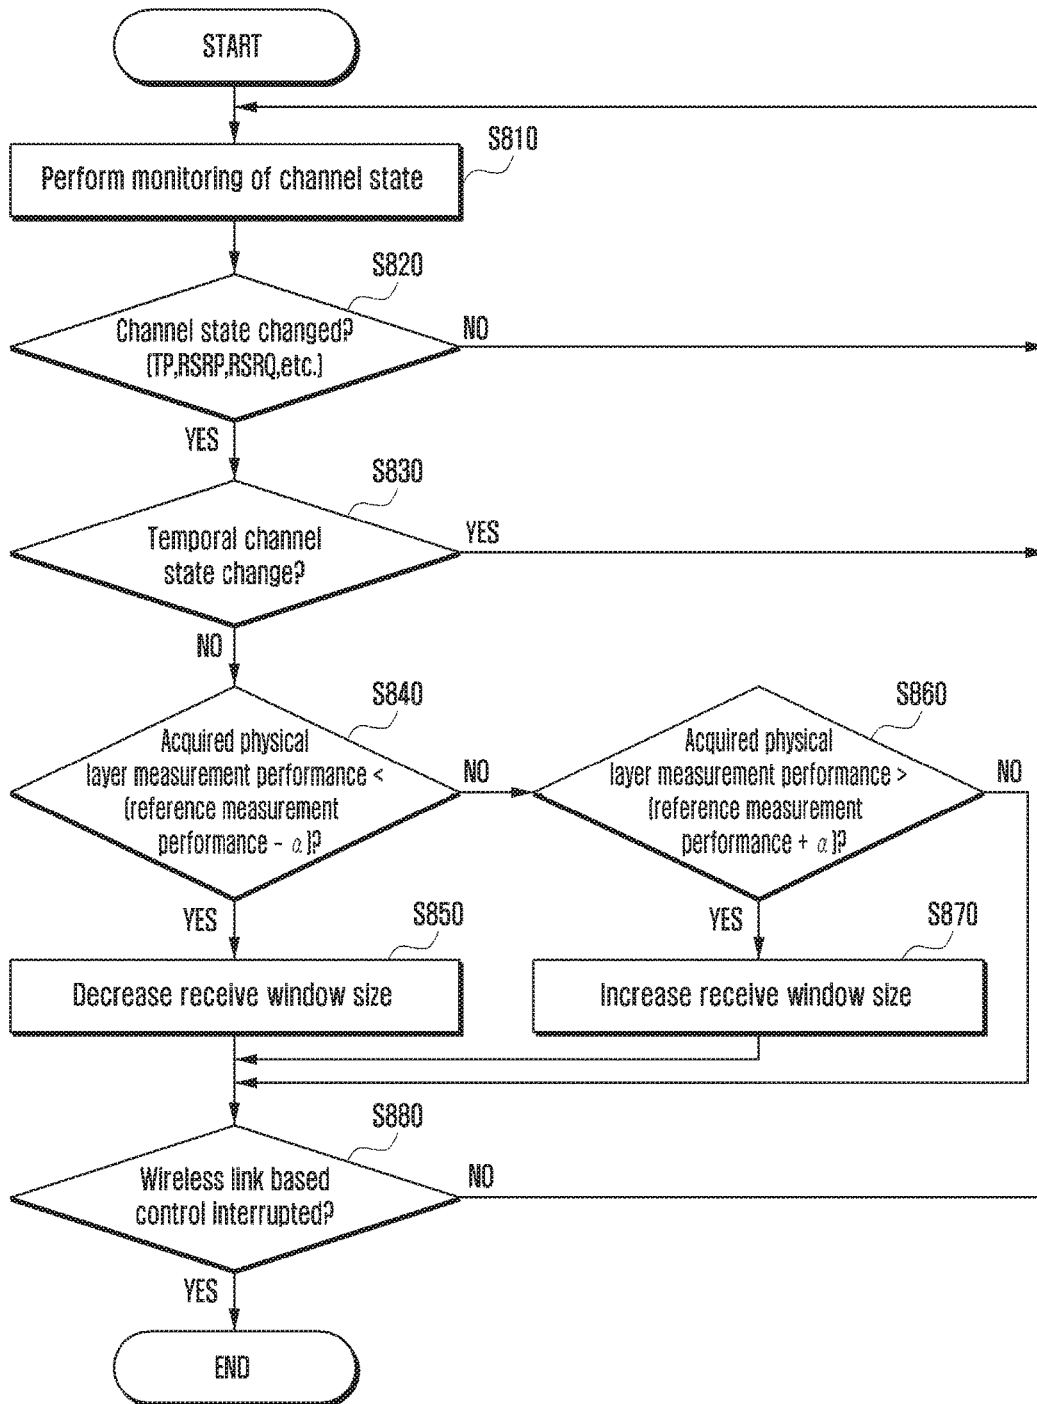 START
S810
Perform monitoring of channel state
S820
Channel state changed?
(TP,RSRP,RSRQ,etc.)
NO
YES
S830
Temporal channel
state change?
YES
NO
S840
Acquired physical
layer measurement performance <
(reference measurement
performance - α)?
NO
S860
Acquired physical
layer measurement performance >
(reference measurement
performance + α)?
NO
YES
S850
YES
S870
Decrease receive window size
Increase receive window size
S880
Wireless link based
control interrupted?
NO
YES
END